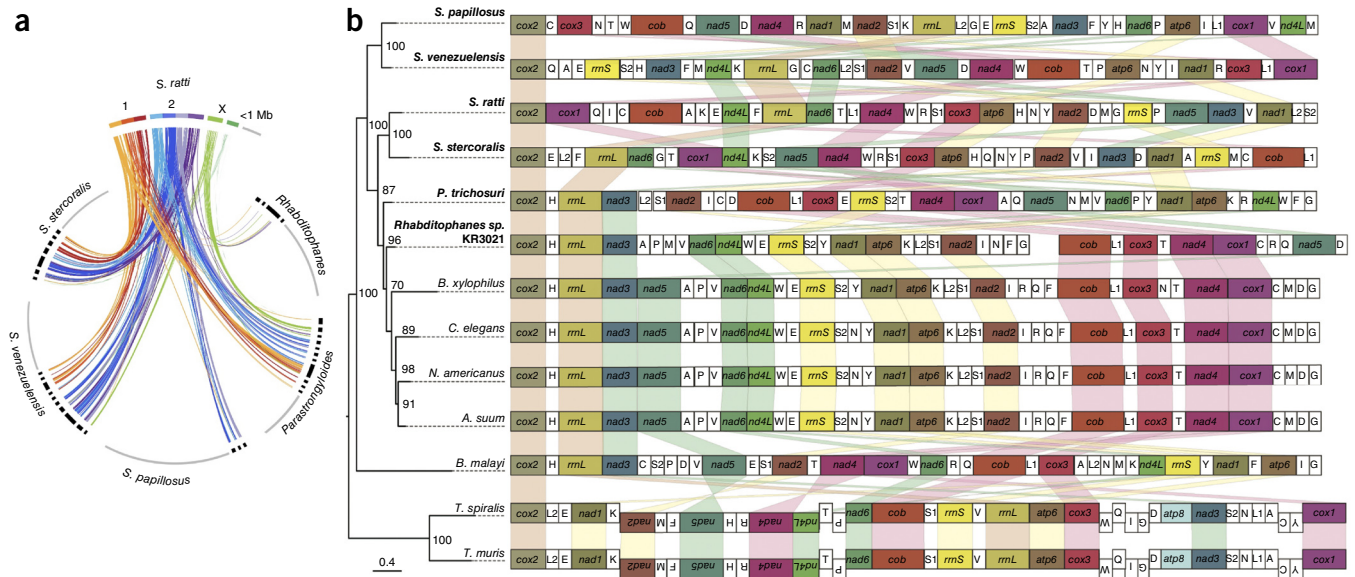 a
b
S. ratti
1 2 X <1 Mb
S. stercoralis
Rhabditophanes
S. venezuelensis
Parastrongyloides
S. papillosus
S. papillosus cox2 C cox3 N T W cob Q nad5 D nad4 R nad1 M nad2 S1 K rrnL L2 G E rrnS S2 A nad3 F Y H nad6 P atp6 I L1 cox1 V nd4L M
100
S. venezuelensis cox2 Q A E rrnS S2 H nad3 F M nd4L K rrnL G C nad6 L2 S1 nad2 V nad5 D nad4 W cob T P atp6 N Y I nad1 R cox3 L1 cox1
S. ratti cox2 cox1 Q I C cob A K E nd4L F rrnL nad6 T L1 nad4 W R S1 cox3 atp6 H N Y nad2 D M G rrnS P nad5 nad3 V nad1 L2 S2
100
100
S. stercoralis cox2 E L2 F rrnL nad6 G T cox1 nd4L K S2 nad5 nad4 W R S1 cox3 atp6 H Q N Y P nad2 V I nad3 D nad1 A rrnS M C cob L1
87
P. trichosuri cox2 H rrnL nad3 L2 S1 nad2 I C D cob L1 cox3 E rrnS S2 T nad4 cox1 A Q nad5 N M V nad6 P Y nad1 atp6 K R nd4L W F G
Rhabditophanes sp.
96
KR3021 cox2 H rrnL nad3 A P M V nad6 nd4L W E rrnS S2 Y nad1 atp6 K L2 S1 nad2 I N F G cob L1 cox3 T nad4 cox1 C R Q nad5 D
70
100
B. xylophilus cox2 H rrnL nad3 nad5 A P V nad6 nd4L W E rrnS S2 Y nad1 atp6 K L2 S1 nad2 I R Q F cob L1 cox3 N T nad4 cox1 C M D G
89
C. elegans cox2 H rrnL nad3 nad5 A P V nad6 nd4L W E rrnS S2 N Y nad1 atp6 K L2 S1 nad2 I R Q F cob L1 cox3 T nad4 cox1 C M D G
98
N. americanus cox2 H rrnL nad3 nad5 A P V nad6 nd4L W E rrnS S2 N Y nad1 atp6 K L2 S1 nad2 I R Q F cob L1 cox3 T nad4 cox1 C M D G
91
A. suum cox2 H rrnL nad3 nad5 A P V nad6 nd4L W E rrnS S2 N Y nad1 atp6 K L2 S1 nad2 I R Q F cob L1 cox3 T nad4 cox1 C M D G
B. malayi cox2 H rrnL nad3 C S2 P D V nad5 E S1 nad2 T nad4 cox1 W nad6 R Q cob L1 cox3 A L2 N M K nd4L rrnS Y nad1 F atp6 I G
T. spiralis cox2 L2 E nad1 K nad2 M F nad5 H R nad4 nd4L T P nad6 cob S1 rrnS V rrnL atp6 cox3 W Q I G D atp8 nad3 S2 N L1 A C Y cox1
100
T. muris cox2 L2 E nad1 K nad2 M F nad5 H R nad4 nd4L T P nad6 cob S1 rrnS V rrnL atp6 cox3 W Q I G D atp8 nad3 S2 N L1 A C Y cox1
0.4